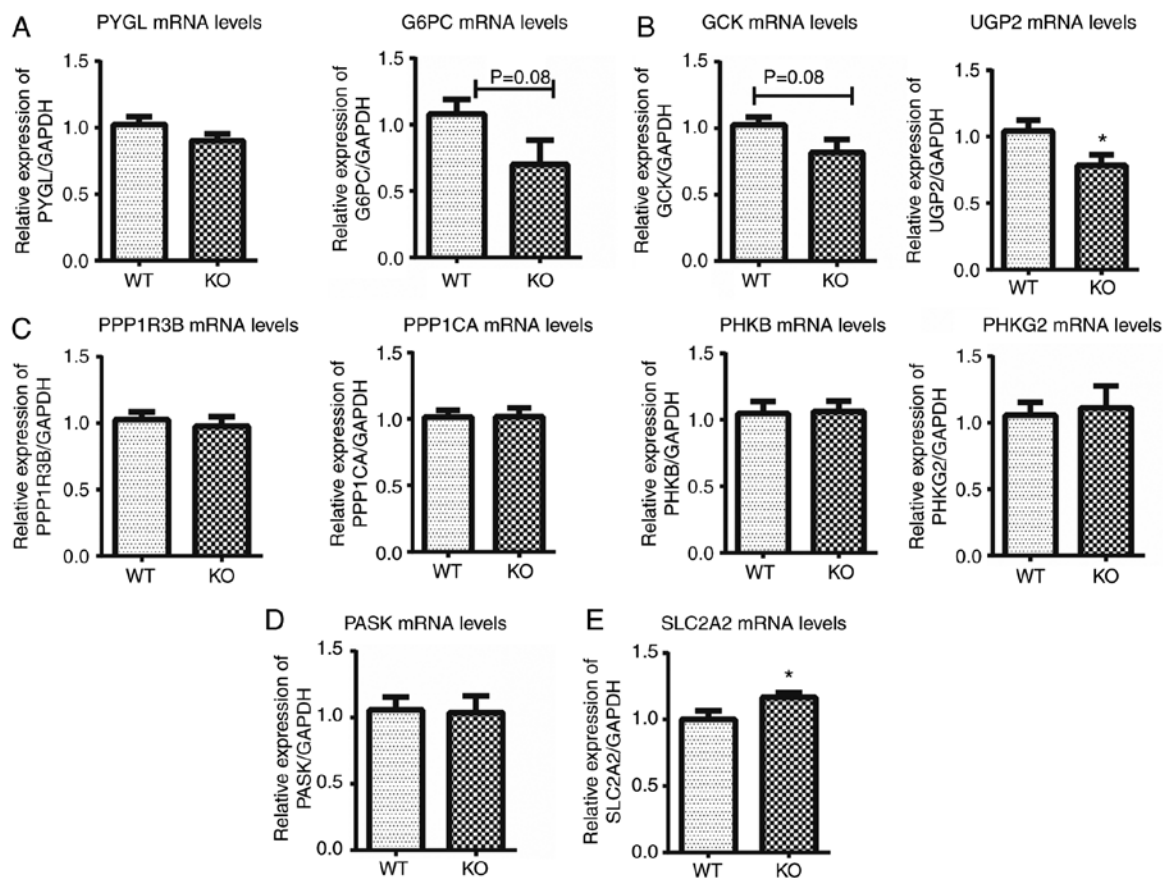 A
PYGL mRNA levels
Relative expression of
PYGL/GAPDH
1.5
1.0
0.5
0.0
WT
KO
G6PC mRNA levels
Relative expression of
G6PC/GAPDH
1.5
1.0
0.5
0.0
P=0.08
WT
KO
B
GCK mRNA levels
Relative expression of
GCK/GAPDH
1.5
1.0
0.5
0.0
P=0.08
WT
KO
UGP2 mRNA levels
Relative expression of
UGP2/GAPDH
1.5
1.0
0.5
0.0
*
WT
KO
C
PPP1R3B mRNA levels
Relative expression of
PPP1R3B/GAPDH
1.5
1.0
0.5
0.0
WT
KO
PPP1CA mRNA levels
Relative expression of
PPP1CA/GAPDH
1.5
1.0
0.5
0.0
WT
KO
PHKB mRNA levels
Relative expression of
PHKB/GAPDH
1.5
1.0
0.5
0.0
WT
KO
PHKG2 mRNA levels
Relative expression of
PHKG2/GAPDH
1.5
1.0
0.5
0.0
WT
KO
D
PASK mRNA levels
Relative expression of
PASK/GAPDH
1.5
1.0
0.5
0.0
WT
KO
E
SLC2A2 mRNA levels
Relative expression of
SLC2A2/GAPDH
1.5
1.0
0.5
0.0
*
WT
KO